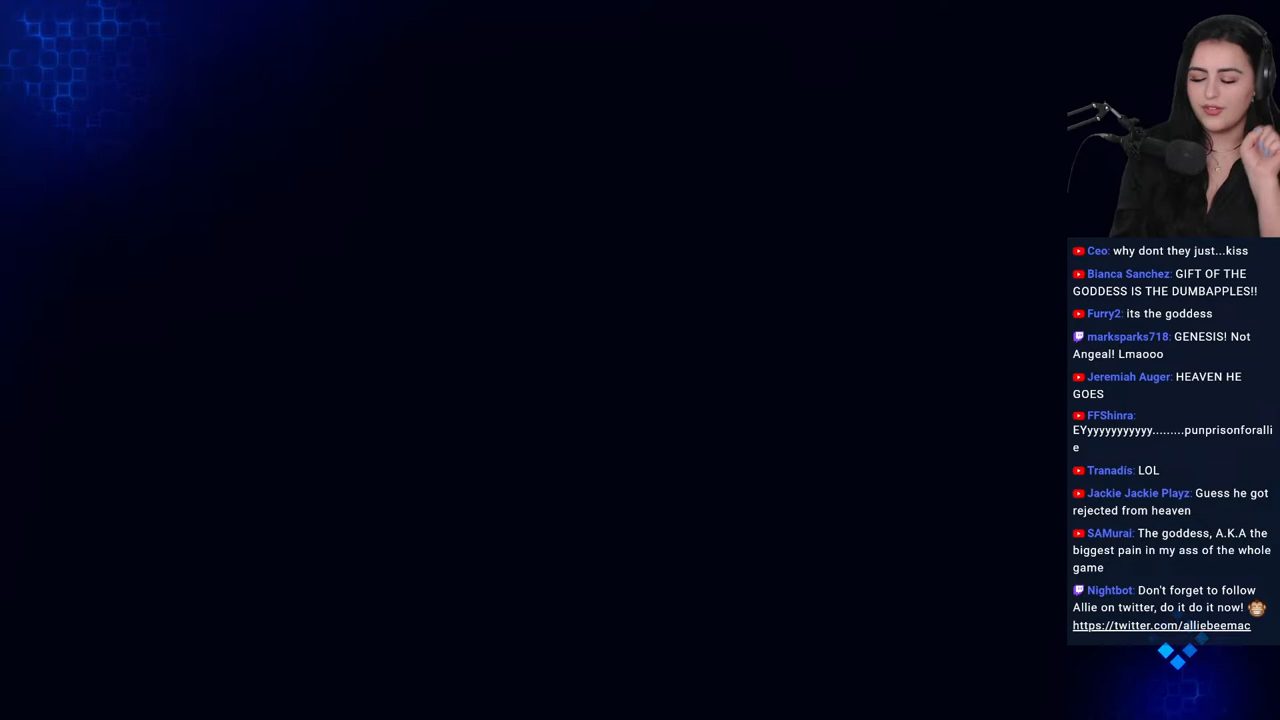 Ceo: why dont they just...kiss
Bianca Sanchez: GIFT OF THE
GODDESS IS THE DUMBAPPLES!!
Furry2: its the goddess
marksparks718: GENESIS! Not
Angeal! Lmaooo
Jeremiah Auger: HEAVEN HE
GOES
FFShinra:
EYyyyyyyyyyy.........punprisonforalli
e
Tranadís: LOL
Jackie Jackie Playz: Guess he got
rejected from heaven
SAMurai: The goddess, A.K.A the
biggest pain in my ass of the whole
game
Nightbot: Don't forget to follow
Allie on twitter, do it do it now!
https://twitter.com/alliebeemac